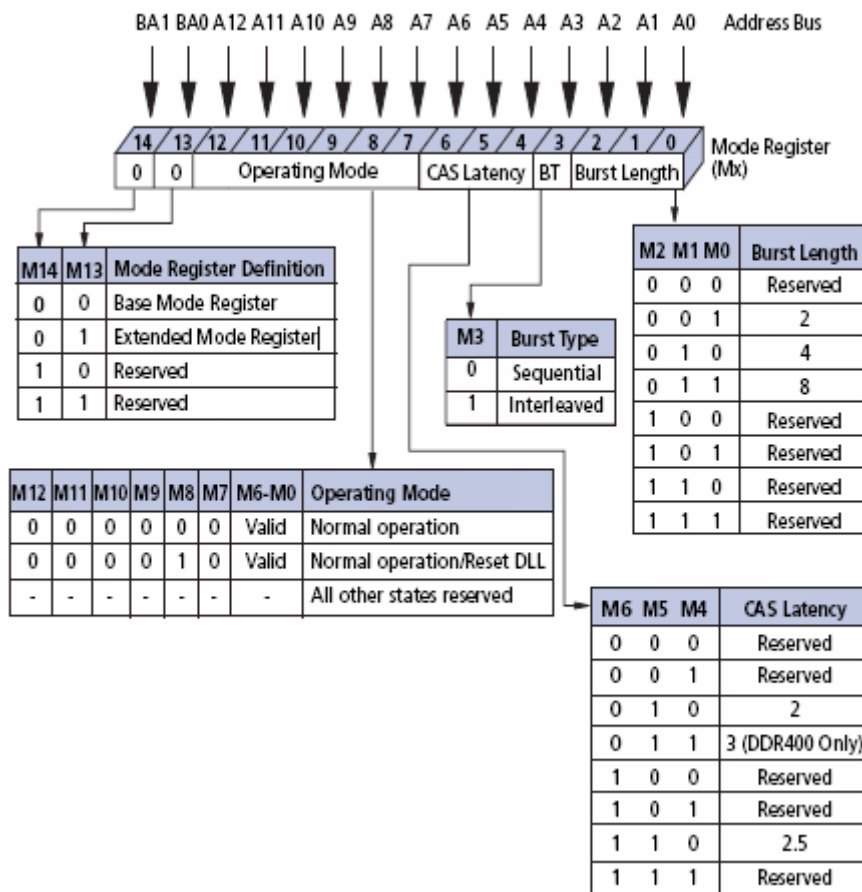 BA1 BA0 A12 A11 A10 A9 A8 A7 A6 A5 A4 A3 A2 A1 A0 Address Bus
14 13 12 11 10 9 8 7 6 5 4 3 2 1 0
Mode Register
(Mx)
0 0 Operating Mode CAS Latency BT Burst Length
M14 M13 Mode Register Definition
0 0 Base Mode Register
0 1 Extended Mode Register
1 0 Reserved
1 1 Reserved
M3 Burst Type
0 Sequential
1 Interleaved
M2 M1 M0 Burst Length
0 0 0 Reserved
0 0 1 2
0 1 0 4
0 1 1 8
1 0 0 Reserved
1 0 1 Reserved
1 1 0 Reserved
1 1 1 Reserved
M12 M11 M10 M9 M8 M7 M6-M0 Operating Mode
0 0 0 0 0 0 Valid Normal operation
0 0 0 0 1 0 Valid Normal operation/Reset DLL
- - - - - - - All other states reserved
M6 M5 M4 CAS Latency
0 0 0 Reserved
0 0 1 Reserved
0 1 0 2
0 1 1 3 (DDR400 Only)
1 0 0 Reserved
1 0 1 Reserved
1 1 0 2.5
1 1 1 Reserved